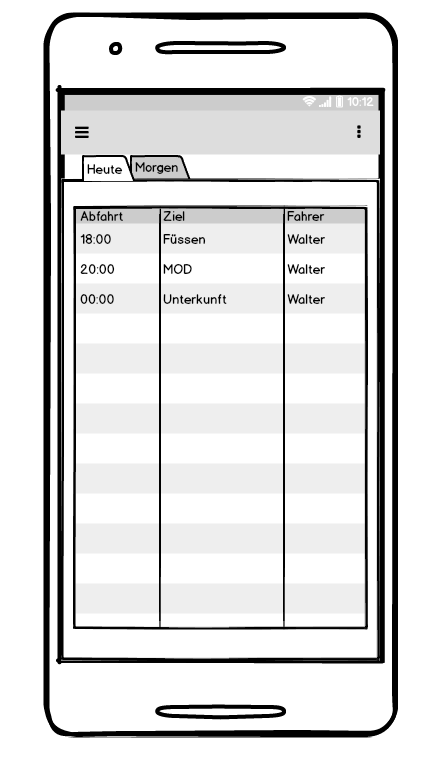 10:12
Heute Morgen
Abfahrt Ziel Fahrer
18:00 Füssen Walter
20:00 MOD Walter
00:00 Unterkunft Walter